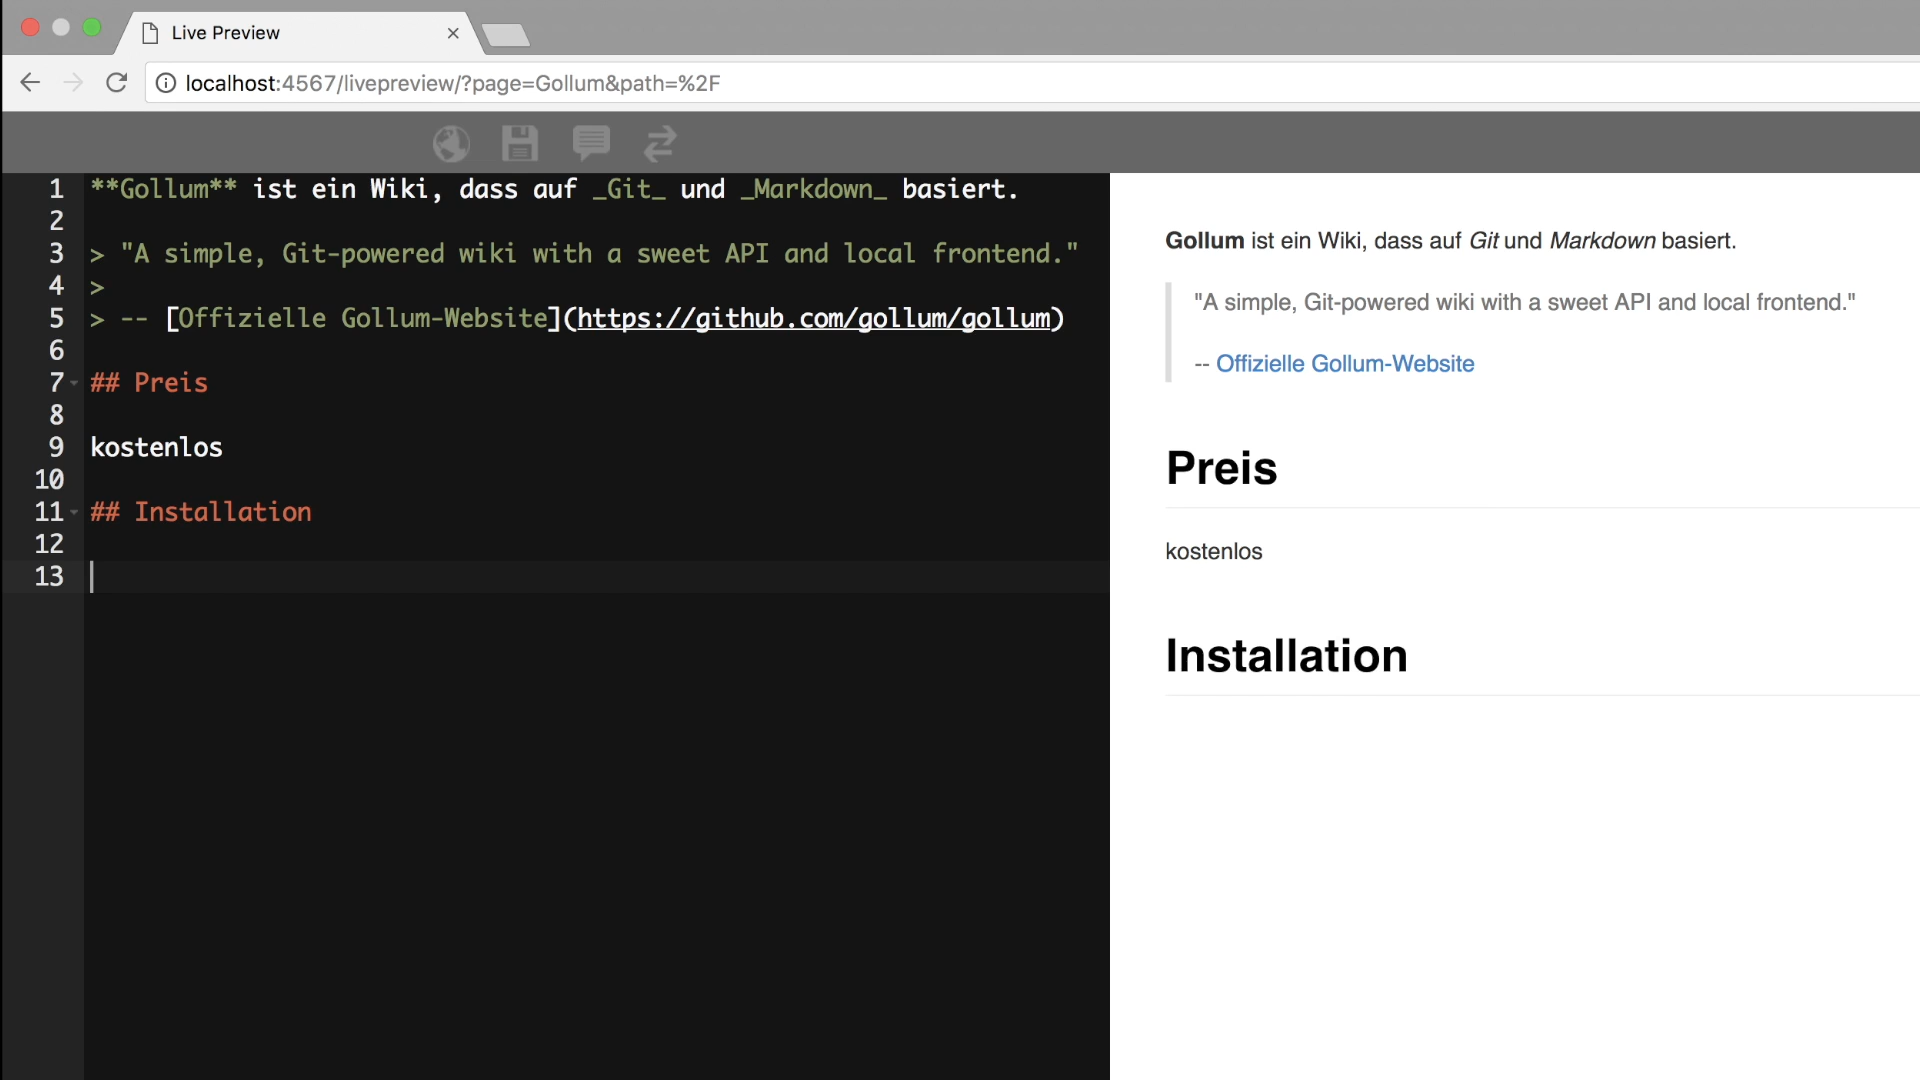 Live Preview
localhost:4567/livepreview/?page=Gollum&path=%2F
1 **Gollum** ist ein Wiki, dass auf _Git_ und _Markdown_ basiert.
2
3 > "A simple, Git-powered wiki with a sweet API and local frontend."
4 >
5 > -- [Offizielle Gollum-Website](https://github.com/gollum/gollum)
6
7 ## Preis
8
9 kostenlos
10
11 ## Installation
12
13
Gollum ist ein Wiki, dass auf Git und Markdown basiert.
"A simple, Git-powered wiki with a sweet API and local frontend."
-- Offizielle Gollum-Website
Preis
kostenlos
Installation